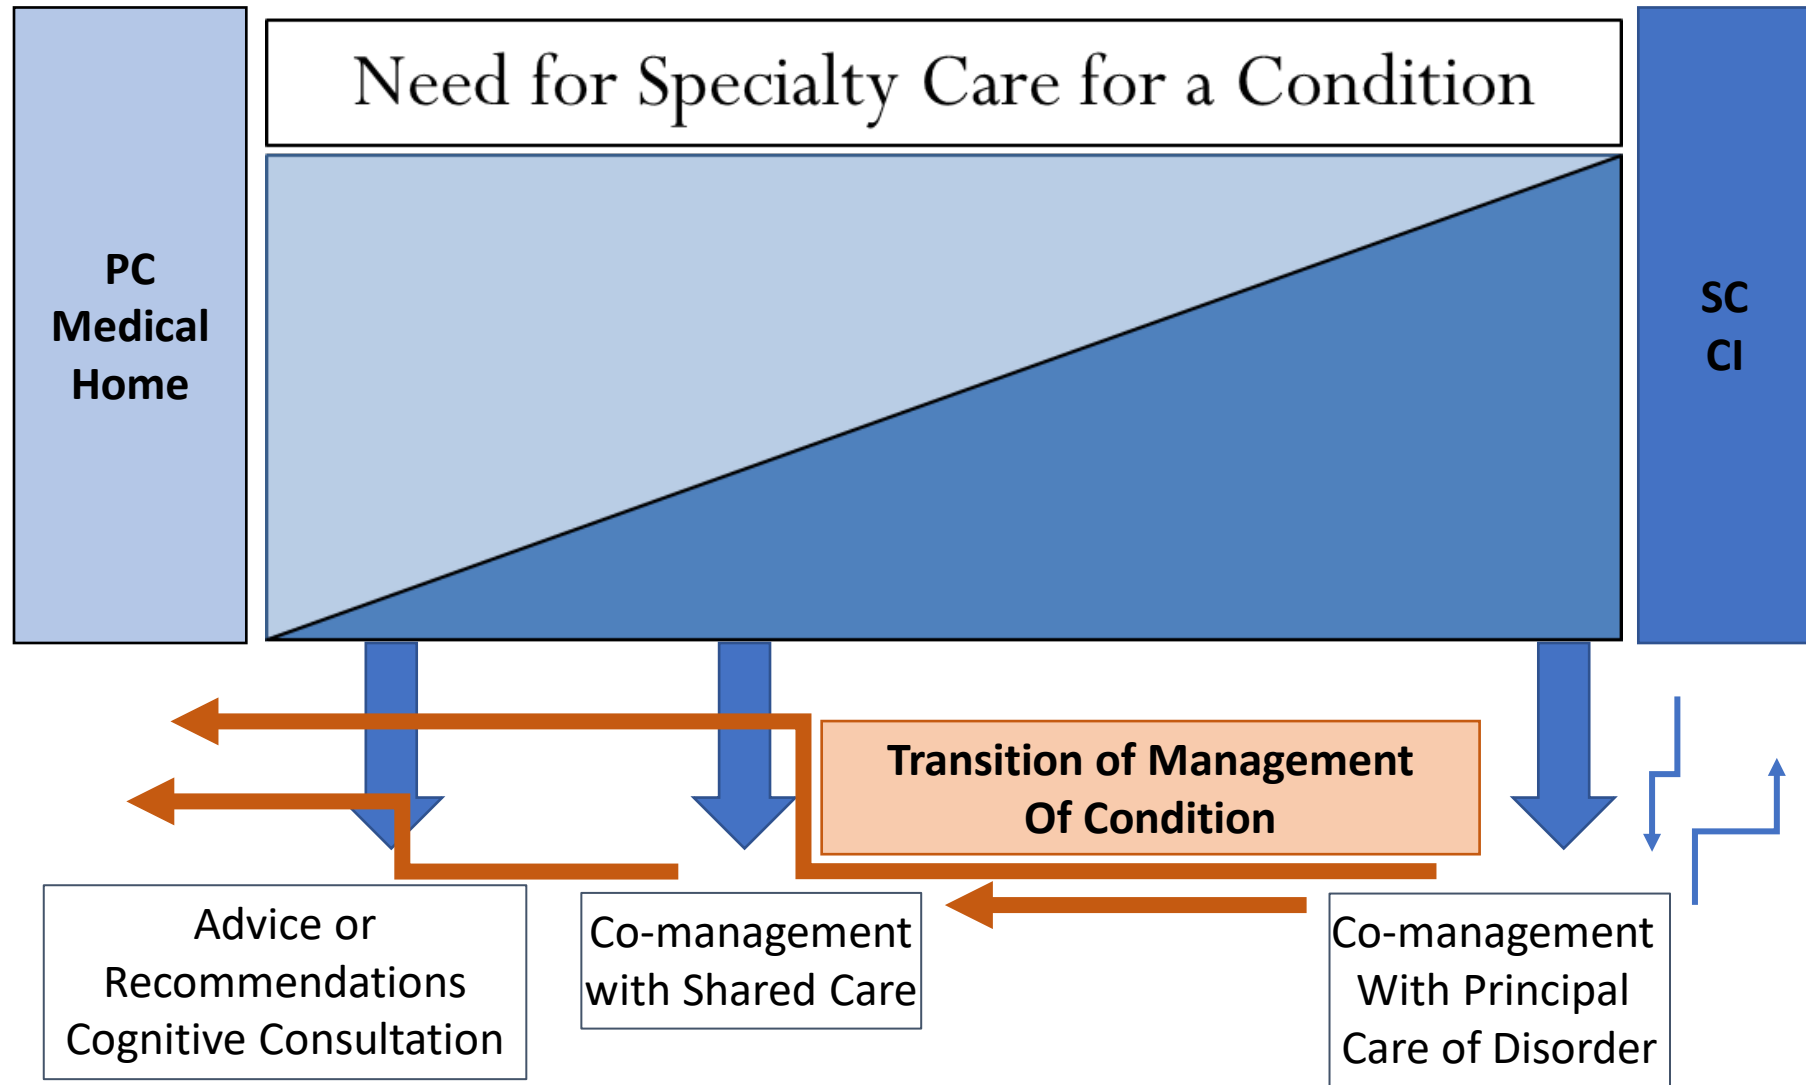 Need for Specialty Care for a Condition
PC
Medical
Home
SC
CI
Transition of Management
Of Condition
Advice or
Recommendations
Cognitive Consultation
Co-management
with Shared Care
Co-management
With Principal
Care of Disorder